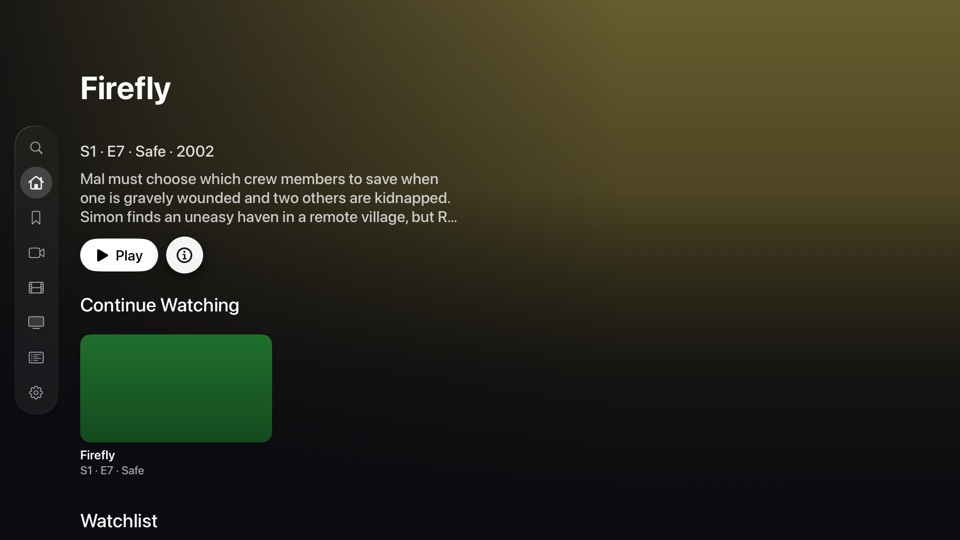 Firefly
S1 · E7 · Safe · 2002
Mal must choose which crew members to save when
one is gravely wounded and two others are kidnapped.
Simon finds an uneasy haven in a remote village, but R...
Play
Continue Watching
Firefly
S1 · E7 · Safe
Watchlist